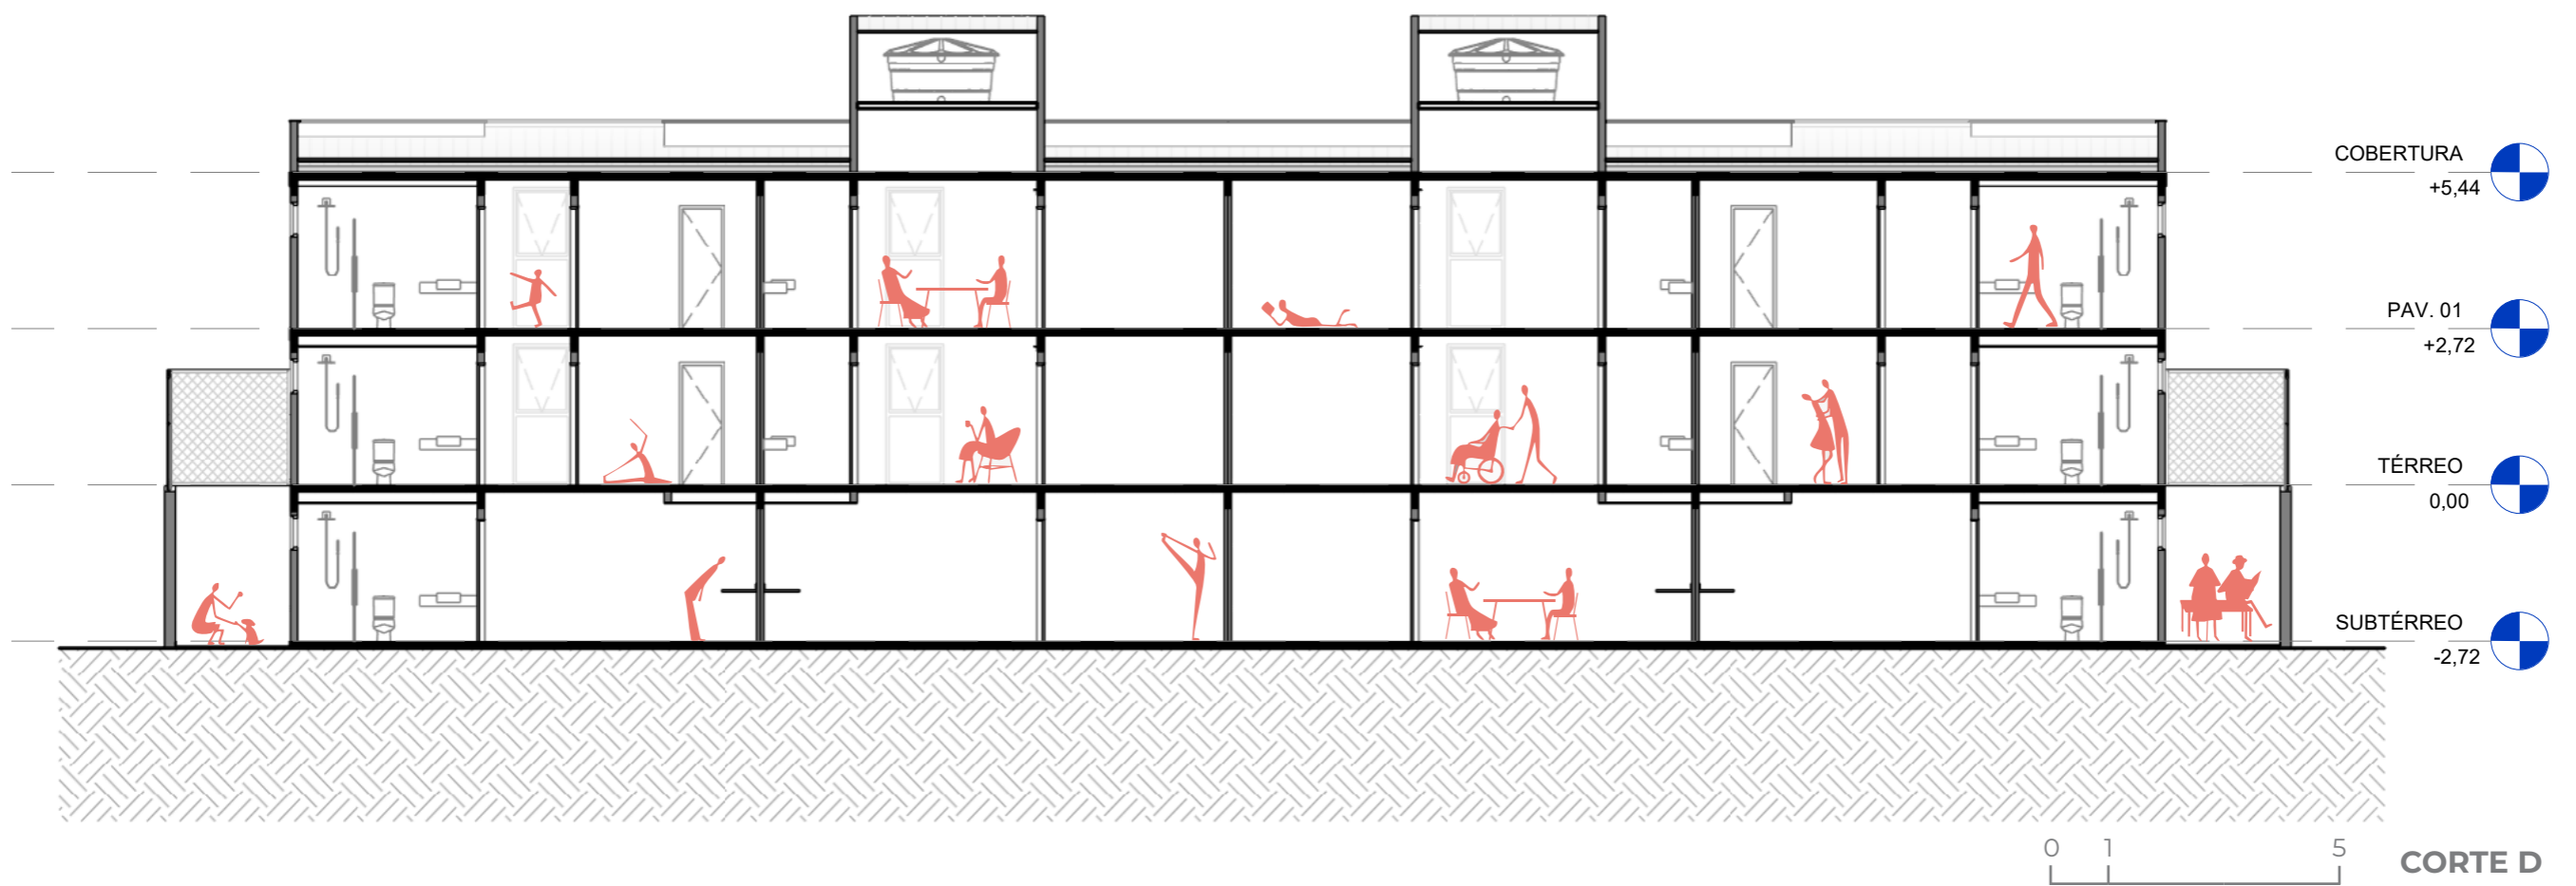 COBERTURA
+5,44
PAV. 01
+2,72
TÉRREO
0,00
SUBTÉRREO
-2,72
0 1 5
CORTE D